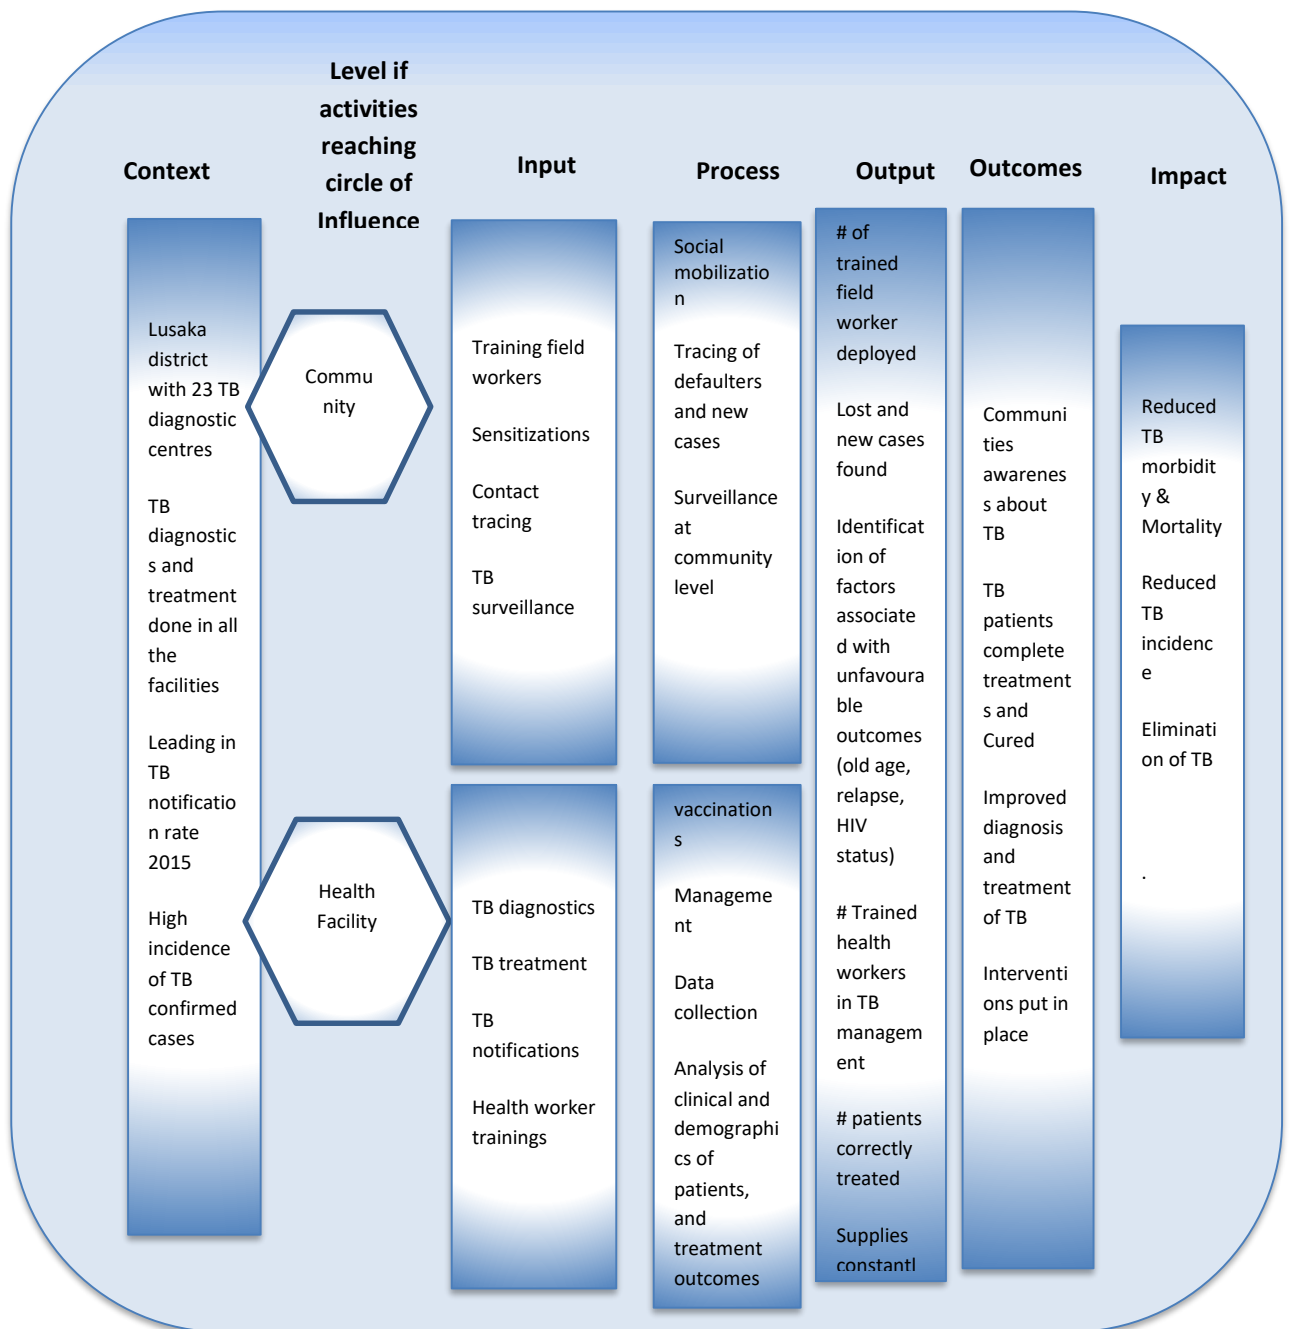 Context
Level if
activities
reaching
circle of
Influence
Input
Process
Output
Outcomes
Impact
Lusaka
district
with 23 TB
diagnostic
centres
TB
diagnostic
s and
treatment
done in all
the
facilities
Leading in
TB
notificatio
n rate
2015
High
incidence
of TB
confirmed
cases
Commu
nity
Health
Facility
Training field
workers
Sensitizations
Contact
tracing
TB
surveillance
TB diagnostics
TB treatment
TB
notifications
Health worker
trainings
Social
mobilizatio
n
Tracing of
defaulters
and new
cases
Surveillance
at
community
level
vaccination
s
Manageme
nt
Data
collection
Analysis of
clinical and
demographi
cs of
patients,
and
treatment
outcomes
# of
trained
field
worker
deployed
Lost and
new cases
found
Identificat
ion of
factors
associate
d with
unfavoura
ble
outcomes
(old age,
relapse,
HIV
status)
# Trained
health
workers
in TB
managem
ent
# patients
correctly
treated
Supplies
constantl
Communi
ties
awarenes
s about
TB
TB
patients
complete
treatment
s and
Cured
Improved
diagnosis
and
treatment
of TB
Interventi
ons put in
place
Reduced
TB
morbidit
y &
Mortality
Reduced
TB
incidenc
e
Eliminati
on of TB
.